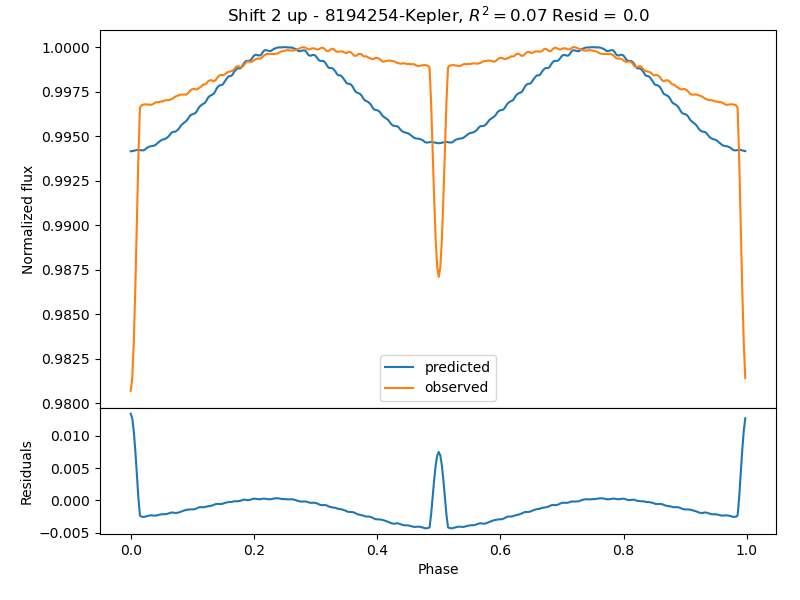 Shift 2 up - 8194254-Kepler, R² = 0.07 Resid = 0.0
Normalized flux
1.0000
0.9975
0.9950
0.9925
0.9900
0.9875
0.9850
0.9825
0.9800
predicted
observed
Residuals
0.010
0.005
0.000
−0.005
0.0 0.2 0.4 0.6 0.8 1.0
Phase